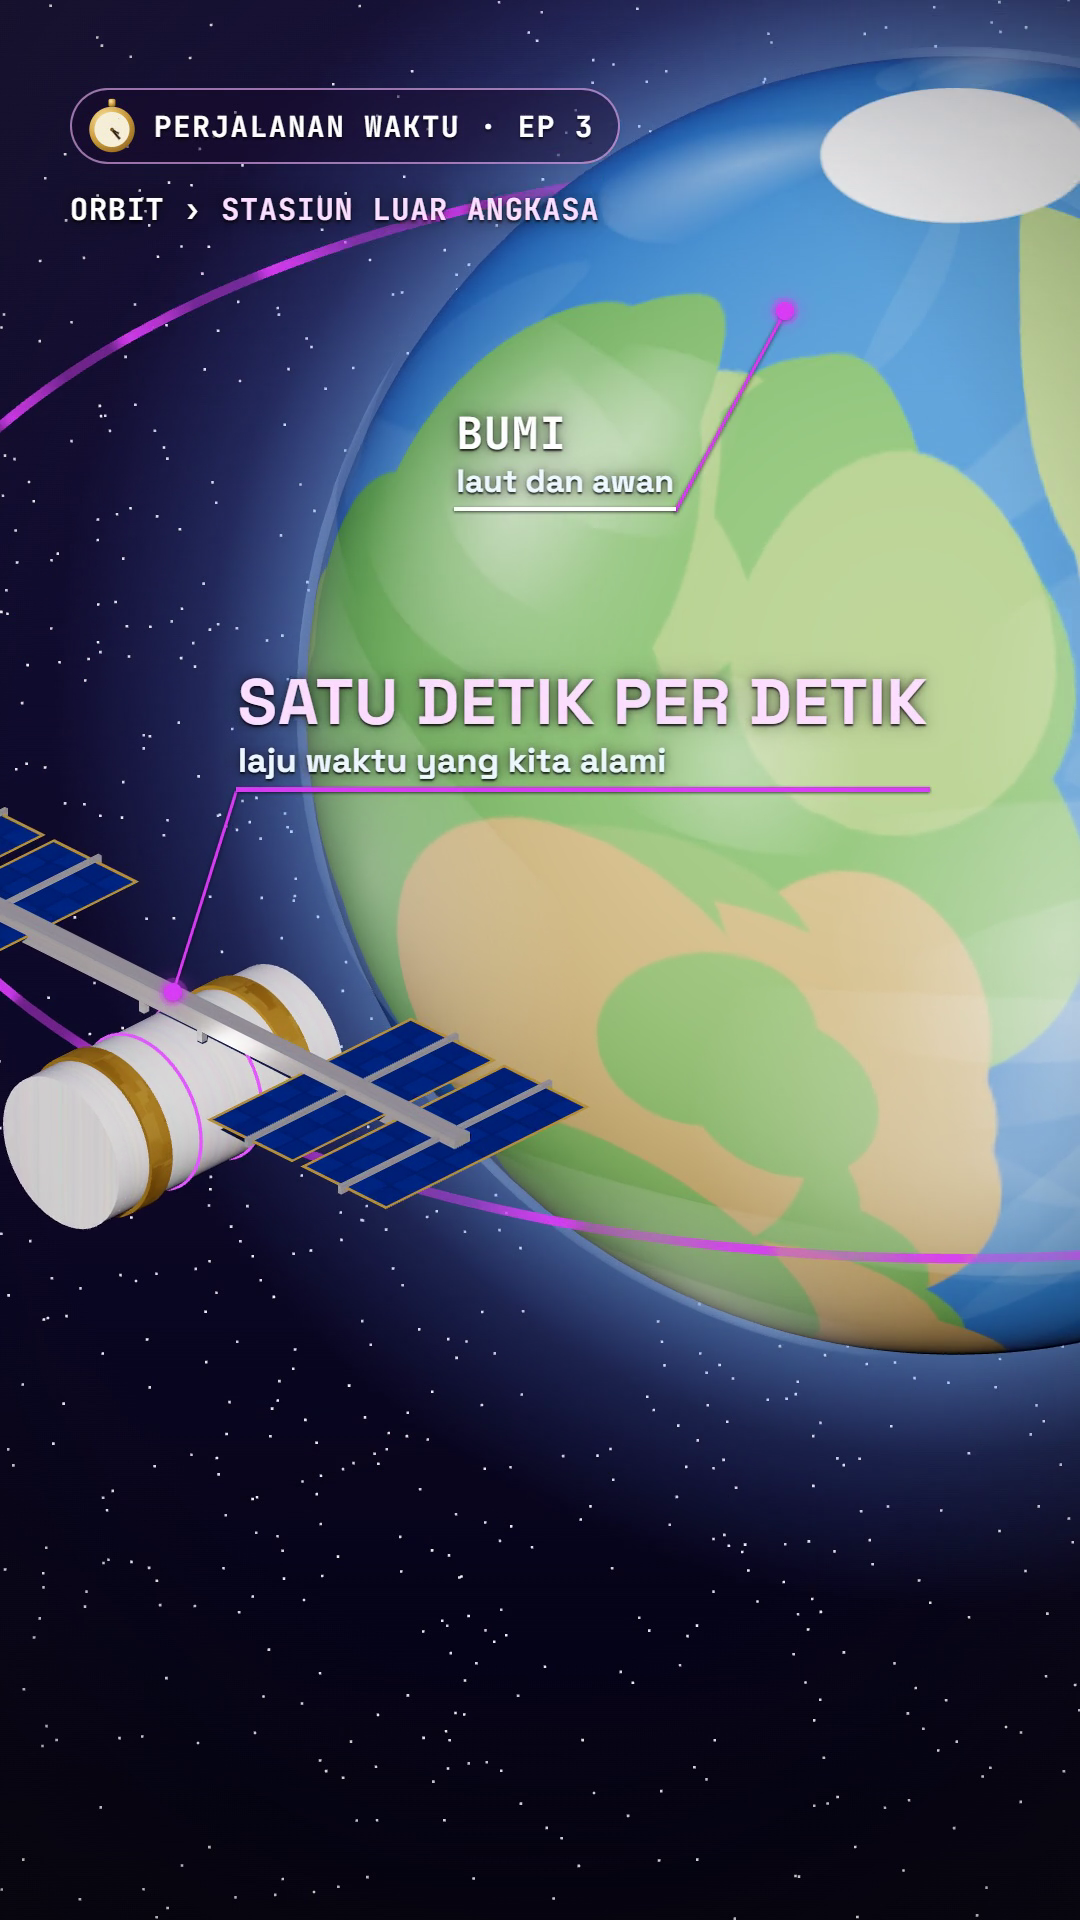 PERJALANAN WAKTU · EP 3
ORBIT › STASIUN LUAR ANGKASA
BUMI
laut dan awan
SATU DETIK PER DETIK
laju waktu yang kita alami